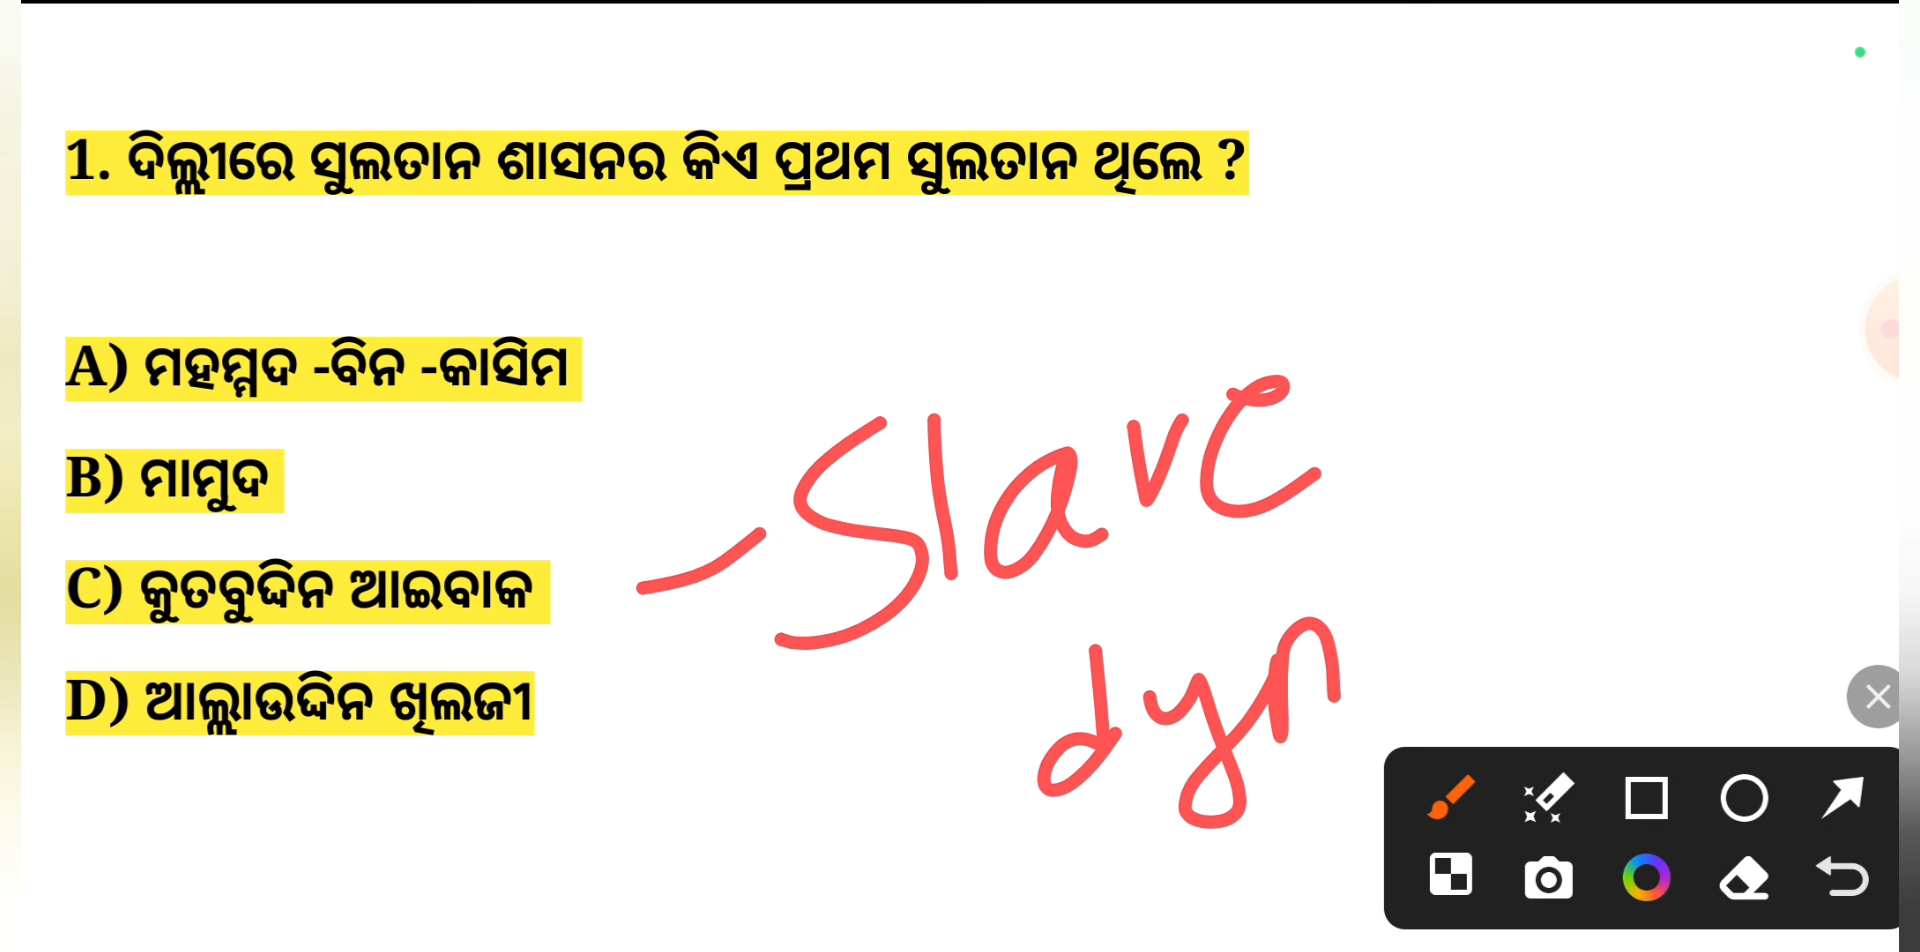 1. ଦିଲ୍ଲୀରେ ସୁଲତାନ ଶାସନର କିଏ ପ୍ରଥମ ସୁଲତାନ ଥିଲେ ?
A) ମହମ୍ମଦ -ବିନ -କାସିମ
B) ମାମୁଦ
C) କୁତବୁଦ୍ଦିନ ଆଇବାକ
D) ଆଲ୍ଲାଉଦ୍ଦିନ ଖିଲଜୀ
- Slave
dyn